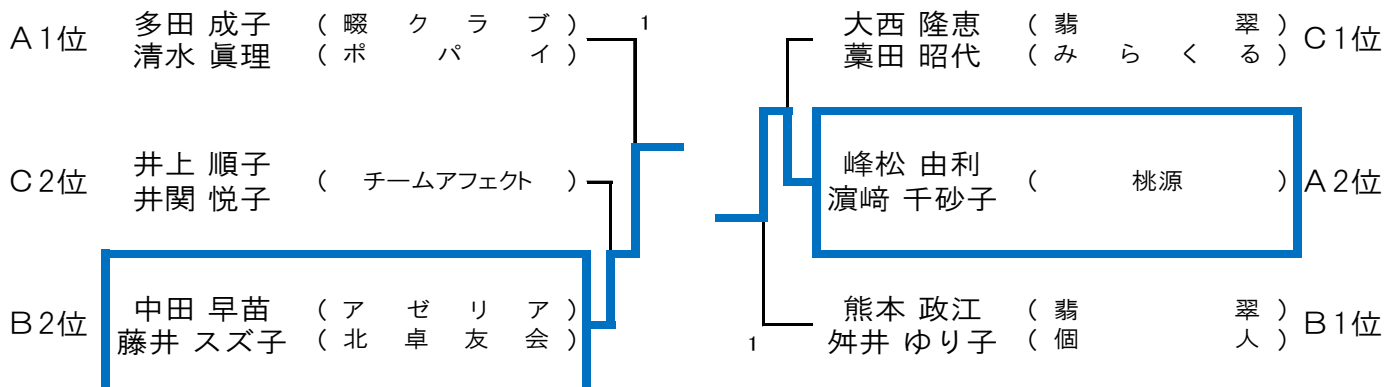 A1位 多田 成子 (畷クラブ) 1
清水 眞理 (ポパイ)
C2位 井上 順子 (チームアフェクト)
井関 悦子
B2位 中田 早苗 (アゼリア)
藤井 スズ子 (北卓友会)
大西 隆恵 (翡翠) C1位
藁田 昭代 (みらくる)
峰松 由利 (桃源) A2位
濵﨑 千砂子
熊本 政江 (翡翠) B1位
1 舛井 ゆり子 (個人)